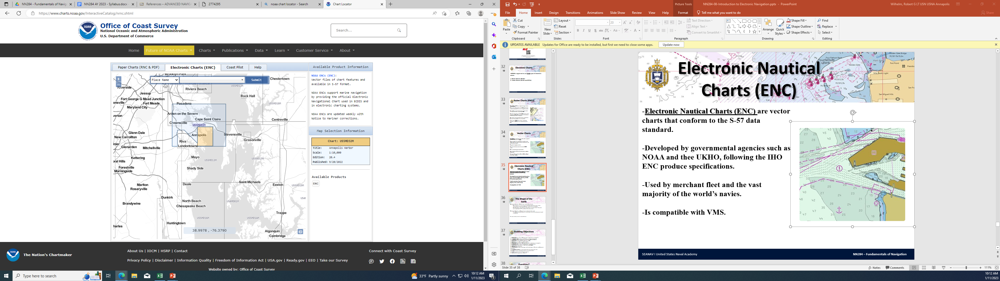 NN284 - Fundamentals of Navig
NN284 AY 2023 - Syllabus.docx -
References – ADVANCED NAVIG
2774295
noaa chart locator - Search
Chart Locator
https://www.charts.noaa.gov/InteractiveCatalog/nrnc.shtml
NOAA
Office of Coast Survey
National Oceanic and Atmospheric Administration
U.S. Department of Commerce
Search...
Home
Future of NOAA Charts
Charts
Publications
Data
Learn
Customer Service
About
Paper Charts (RNC & PDF)
Electronic Charts (ENC)
Coast Pilot
Help
Place Name
Submit
Brooklyn Park
Chestertown
Riverside
US5MD12M
Riviera Beach
Jessup
Rock Hall
Fort George G Mead Junction
onsville
Fort Meade
Pasadena
US5MD18M
Maryland City
verton
Arden on the Severn
Cape Saint Claire
Centreville
Crownsville
US5MD22M
Glenn Dale
Annapolis
Stevensville
New Carrollton
Riva
Grasonville
nier
Glenarden
Mitchellville
Londontowne
Kettering
Mayo
US5MD13M
US5MD17M
ral Hills
Forestville
Shady Side
Morningside
Saint Michaels
Marlton
Deale
Easton
US5MD19M
Rosaryville
Dunkirk
North Beach
US4MD81M
US4
Brandywine
Chesapeake Beach
Trappe
US5MD16M
US5MD1AM
Huntingtown
harles
38.9978 , -76.3790
Algonquin
Cambridge
Available Product Information
NOAA ENCs (ENC):
Vector files of chart features and
available in S-57 format.
NOAA ENCs support marine navigation
by providing the official Electronic
Navigational Chart used in ECDIS and
in electronic charting systems.
NOAA ENCs are updated weekly with
Notice to Mariner corrections.
Map Selection Information
Chart: US5MD32M
Title: Annapolis Harbor
Scale: 1:10,000
Edition: 20.4
Published: 9/20/2022
Available Products
ENC
The Nation's Chartmaker
About Us | IOCM | HSRP | Contact
Privacy Policy | Disclaimer | Information Quality | Freedom of Information Act | USA.gov | Ready.gov | EEO | Take our Survey
Website owned by: Office of Coast Survey
Connect with Coast Survey
Type here to search
33°F Partly sunny
10:12 AM
1/11/2023
Picture Tools
NN284-08-Introduction to Electronic Navigation.pptx - PowerPoint
Wilhelm, Robert G LT USN USNA Annapolis
File
Home
Insert
Design
Transitions
Animations
Slide Show
Review
View
Help
Format
Tell me what you want to do
Share
Paste
Cut
Copy
Format Painter
Clipboard
New
Slide
Layout
Reset
Section
Slides
20
Font
Text Direction
Align Text
Convert to SmartArt
Paragraph
Arrange
Quick
Styles
Shape Fill
Shape Outline
Shape Effects
Drawing
Find
Replace
Select
Editing
UPDATES AVAILABLE Updates for Office are ready to be installed, but first we need to close some apps.
Update now
32
Electronic Charts
33
Raster Charts (RNCs)
34
Vector Charts
35
Electronic Nautical
Charts (ENC)
36
The Shape of the
Earth
37
Enabling Objectives
38
Questions?
Electronic Nautical
Charts (ENC)
-Electronic Nautical Charts (ENC) are vector
charts that conform to the S-57 data
standard.
-Developed by governmental agencies such as
NOAA and thee UKHO, following the IHO
ENC produce specifications.
-Used by merchant fleet and the vast
majority of the world’s navies.
-Is compatible with VMS.
SEANAV I United States Naval Academy
NN284 – Fundamentals of Navigation
Slide 35 of 38
Notes
Comments
111%
10:12 AM
1/11/2023